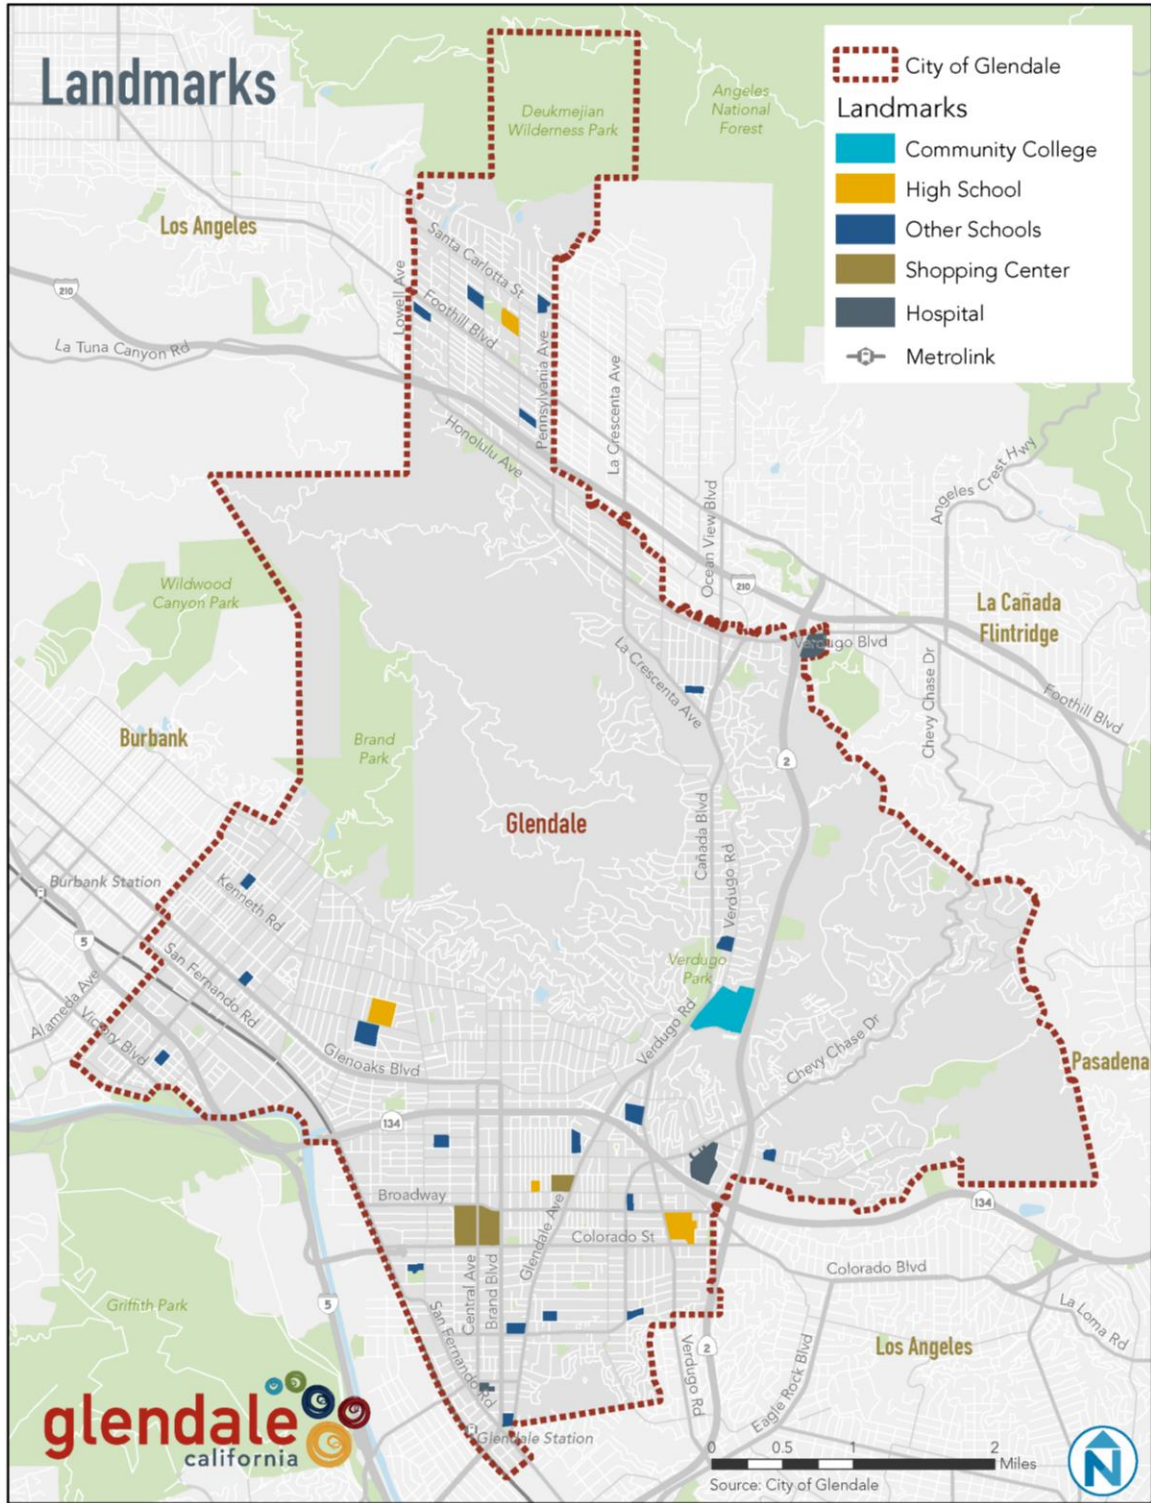 Landmarks
City of Glendale
Landmarks
Community College
High School
Other Schools
Shopping Center
Hospital
Metrolink
Deukmejian
Wilderness Park
Angeles
National
Forest
Los Angeles
Santa Carlotta St
210
Lowell Ave
Foothill Blvd
La Tuna Canyon Rd
Pennsylvania Ave
La Crescenta Ave
Honolulu Ave
Angeles Crest Hwy
Ocean View Blvd
Wildwood
Canyon Park
210
La Cañada
Flintridge
Verdugo Blvd
La Crescenta Ave
Chevy Chase Dr
Foothill Blvd
Burbank
Brand
Park
2
Glendale
Cañada Blvd
Verdugo Rd
Burbank Station
Kenneth Rd
5
San Fernando Rd
Verdugo
Park
Alameda Ave
Victory Blvd
Verdugo Rd
Glenoaks Blvd
Chevy Chase Dr
Pasadena
134
Broadway
134
Colorado St
Glendale Ave
Central Ave
Brand Blvd
Colorado Blvd
Griffith Park
5
San Fernando Rd
La Loma Rd
2
Los Angeles
Verdugo Rd
Eagle Rock Blvd
glendale
california
Glendale Station
0 0.5 1 2
Miles
Source: City of Glendale
N